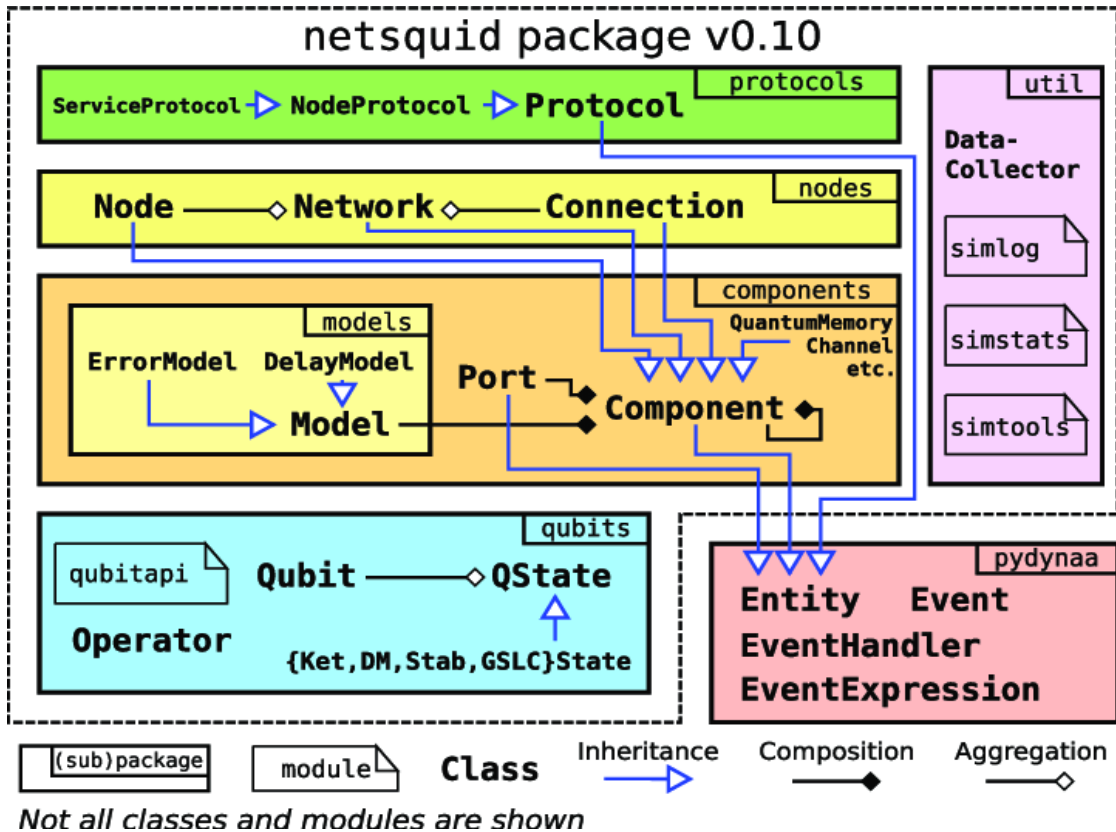 netsquid package v0.10
protocols
ServiceProtocol NodeProtocol Protocol
util
Data-
Collector
simlog
simstats
simtools
nodes
Node Network Connection
components
models
ErrorModel DelayModel
Model
Port
QuantumMemory
Channel
etc.
Component
qubits
qubitapi
Qubit QState
Operator
{Ket,DM,Stab,GSLC}State
pydynaa
Entity Event
EventHandler
EventExpression
(sub)package
module
Class
Inheritance
Composition
Aggregation
Not all classes and modules are shown